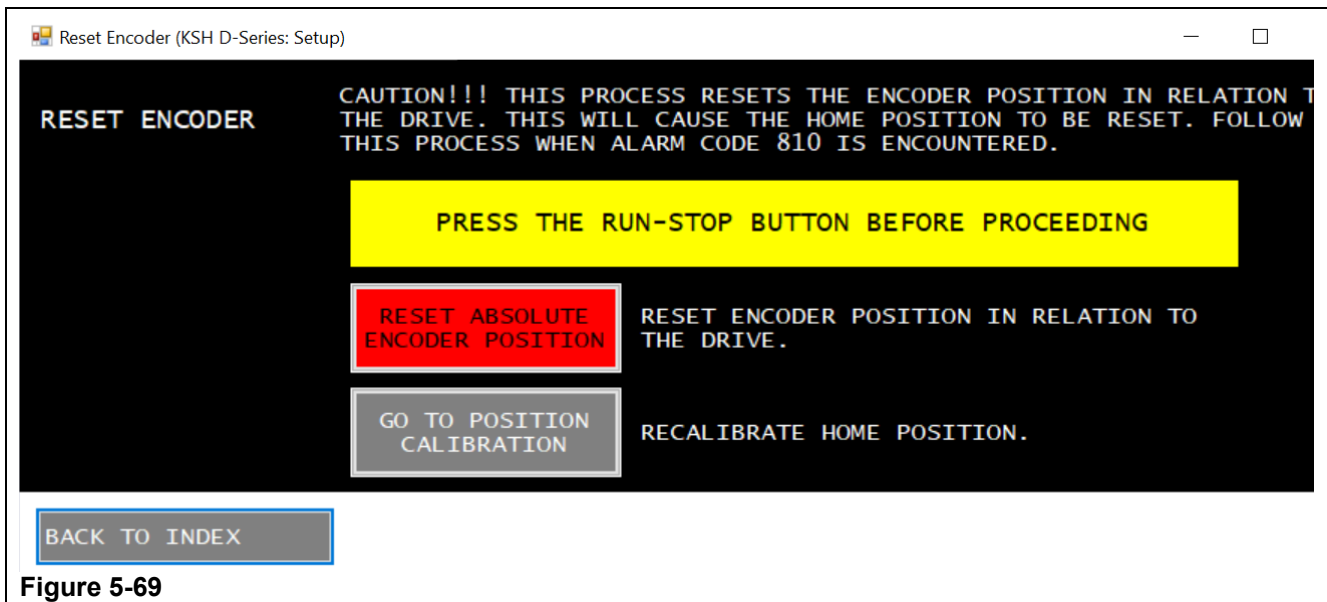 Reset Encoder (KSH D-Series: Setup)
RESET ENCODER
CAUTION!!! THIS PROCESS RESETS THE ENCODER POSITION IN RELATION T
THE DRIVE. THIS WILL CAUSE THE HOME POSITION TO BE RESET. FOLLOW
THIS PROCESS WHEN ALARM CODE 810 IS ENCOUNTERED.
PRESS THE RUN-STOP BUTTON BEFORE PROCEEDING
RESET ABSOLUTE
ENCODER POSITION
RESET ENCODER POSITION IN RELATION TO
THE DRIVE.
GO TO POSITION
CALIBRATION
RECALIBRATE HOME POSITION.
BACK TO INDEX
Figure 5-69